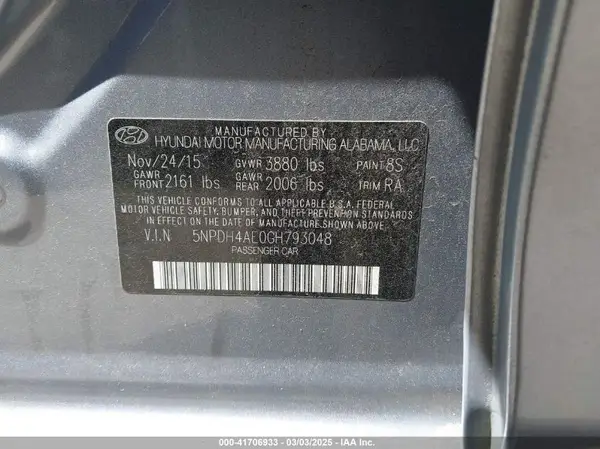 MANUFACTURED BY
HYUNDAI MOTOR MANUFACTURING ALABAMA, LLC
Nov/24/15 GVWR 3880 lbs PAINT 8S
GAWR FRONT 2161 lbs GAWR REAR 2006 lbs TRIM RA
THIS VEHICLE CONFORMS TO ALL APPLICABLE U.S.A. FEDERAL
MOTOR VEHICLE SAFETY, BUMPER, AND THEFT PREVENTION
STANDARDS IN EFFECT ON THE DATE OF MANUFACTURE SHOWN
ABOVE.
V.I.N 5NPDH4AE0GH793048
PASSENGER CAR
000-41706933 - 03/03/2025 - IAA Inc.